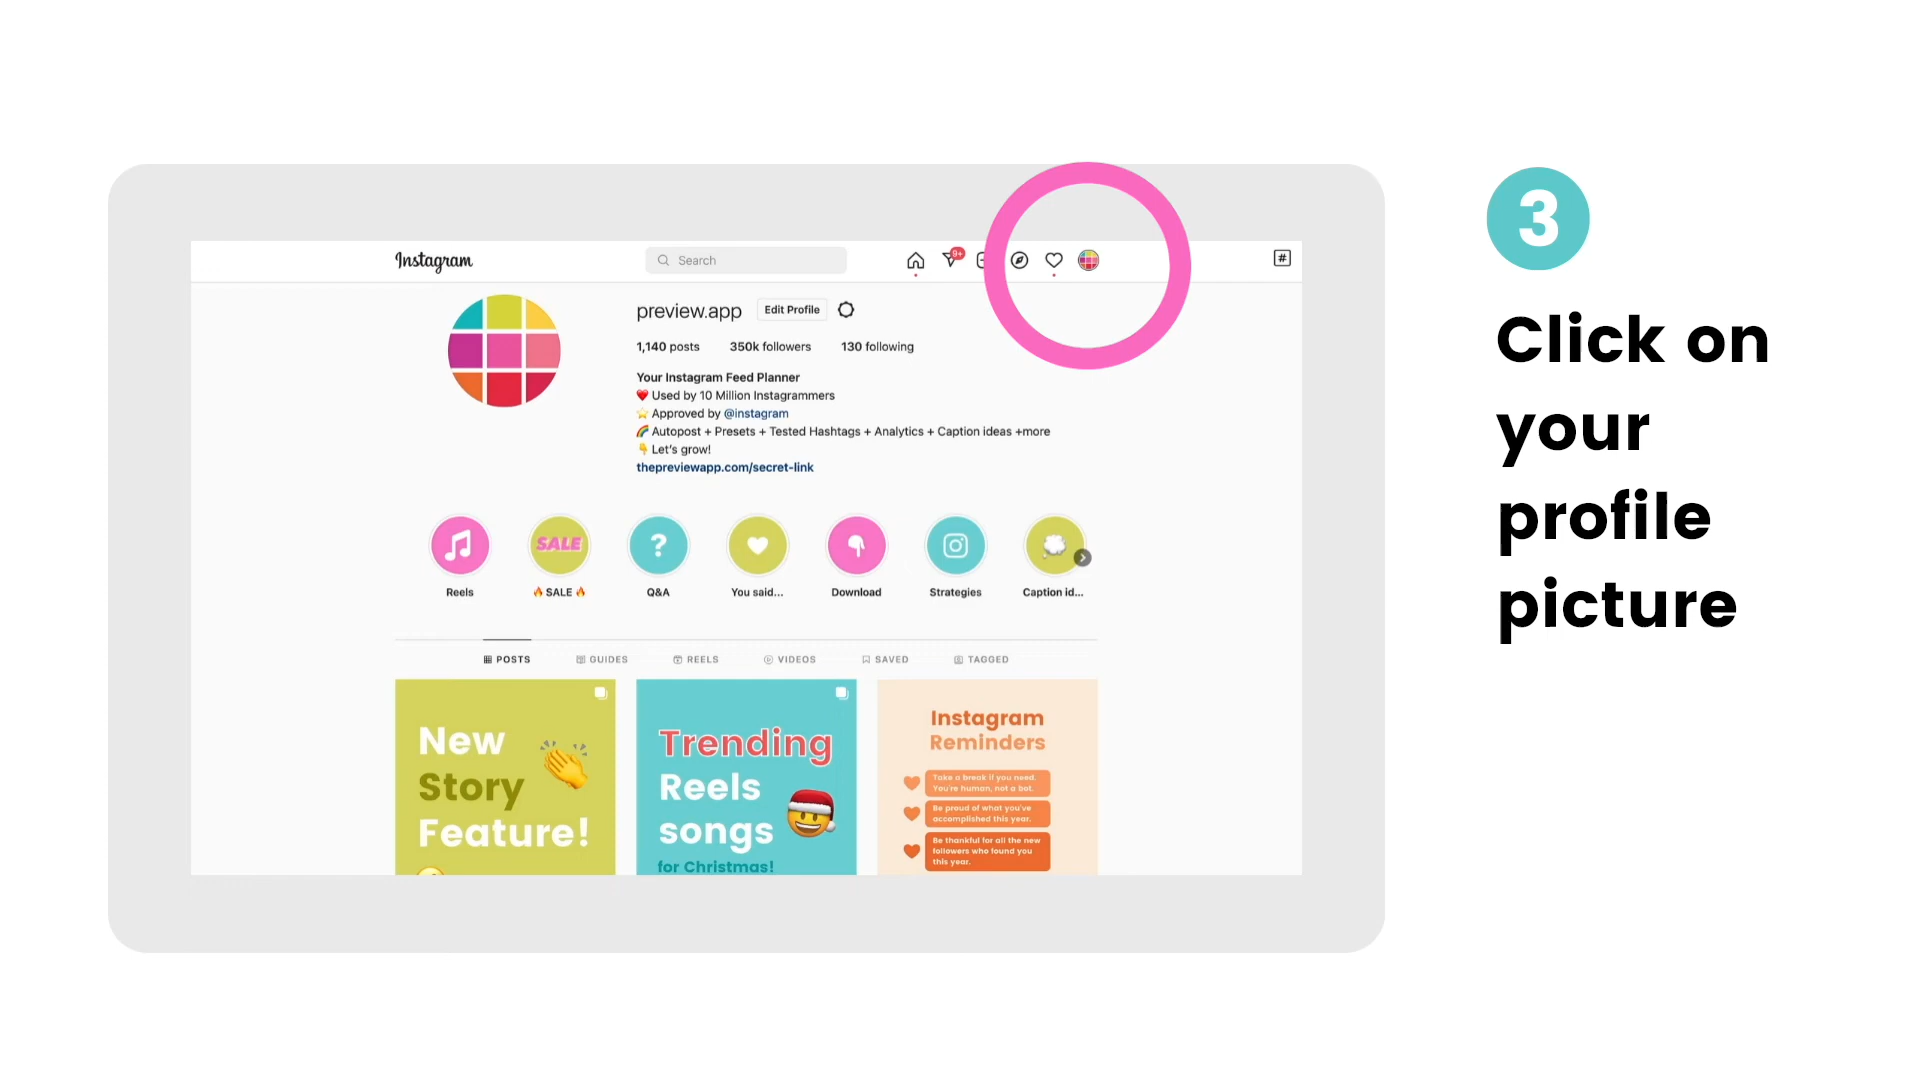 3
Click on
your
profile
picture
Instagram
Search
9+
#
preview.app
Edit Profile
1,140 posts 350k followers 130 following
Your Instagram Feed Planner
❤️ Used by 10 Million Instagrammers
⭐ Approved by @instagram
🌈 Autopost + Presets + Tested Hashtags + Analytics + Caption ideas +more
👇 Let's grow!
thepreviewapp.com/secret-link
SALE
?
Reels
🔥 SALE 🔥
Q&A
You said...
Download
Strategies
Caption id...
POSTS
GUIDES
REELS
VIDEOS
SAVED
TAGGED
New
Story
Feature!
Trending
Reels
songs
for Christmas!
Instagram
Reminders
Take a break if you need.
You're human, not a bot.
Be proud of what you've
accomplished this year.
Be thankful for all the new
followers who found you
this year.